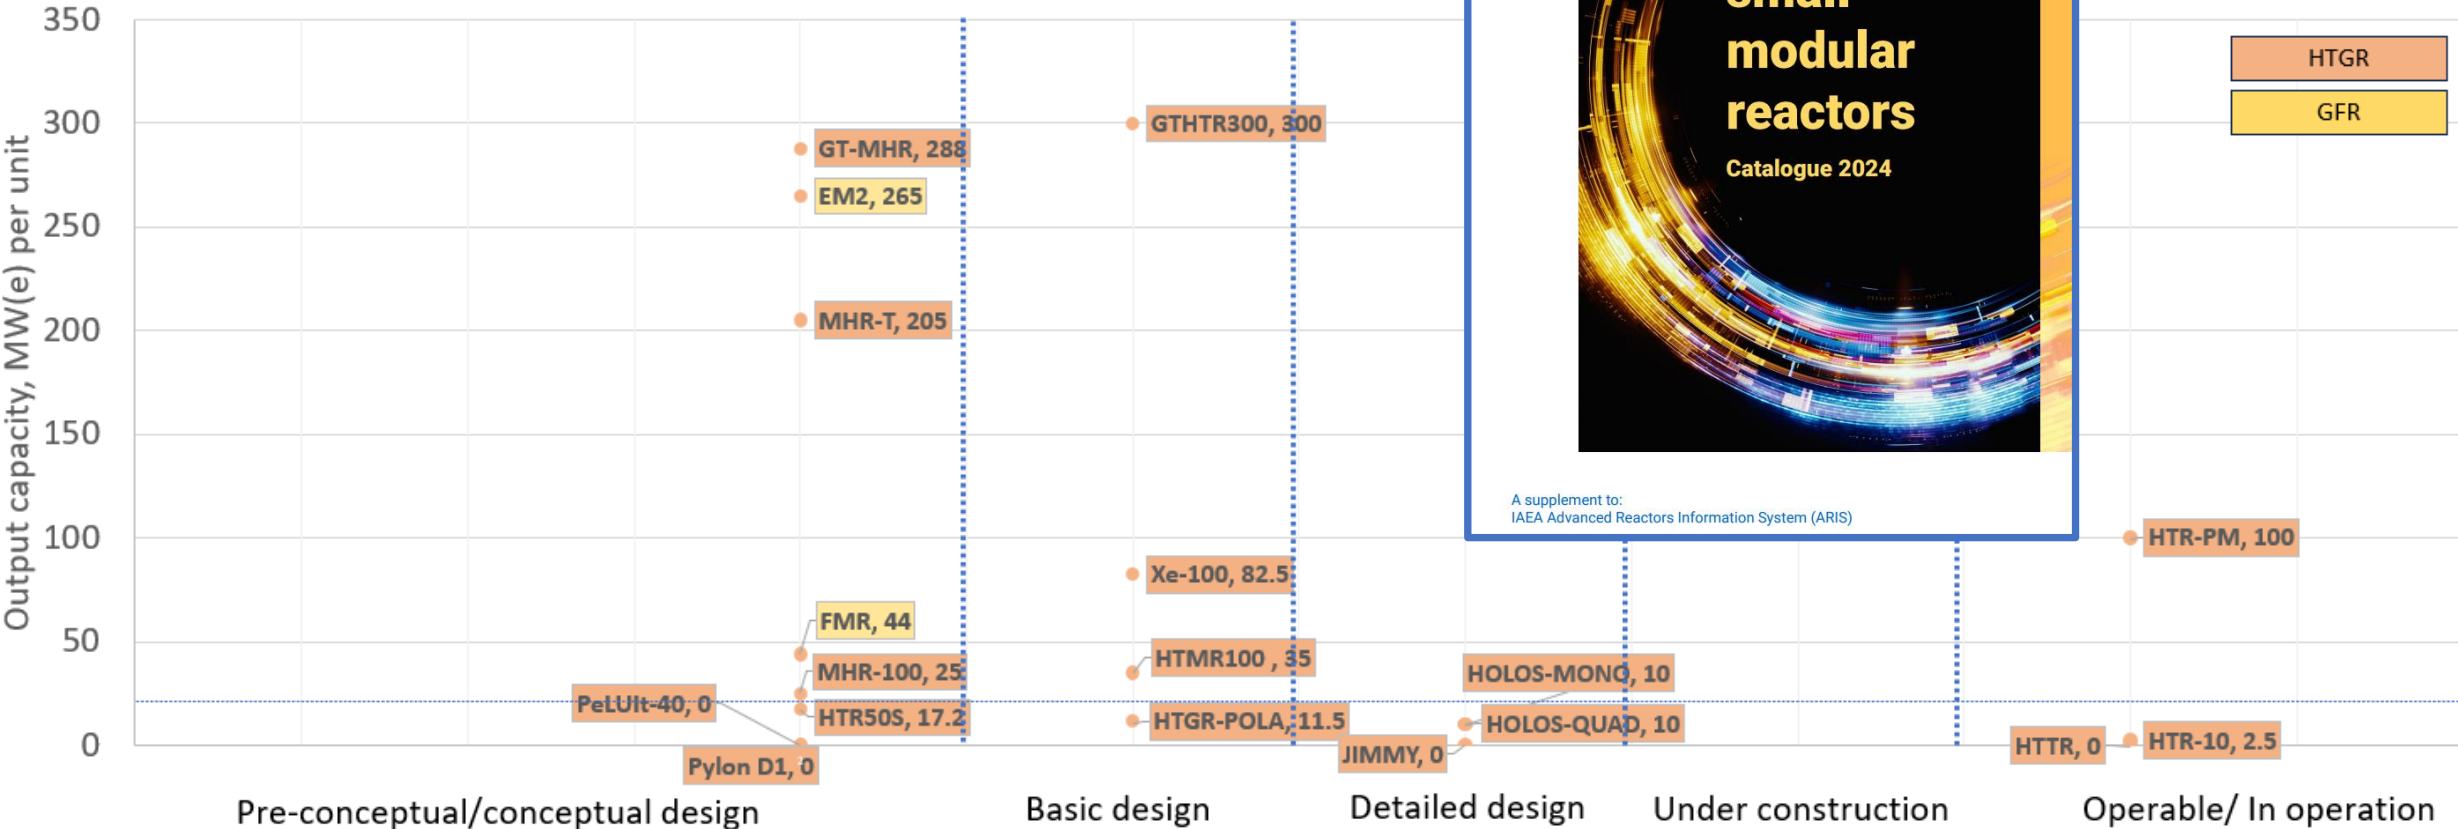 350
300
250
200
150
100
50
0
Output capacity, MW(e) per unit
GT-MHR, 288
EM2, 265
MHR-T, 205
FMR, 44
MHR-100, 25
PeLUIt-40, 0
HTR50S, 17.2
Pylon D1, 0
GTHTR300, 300
Xe-100, 82.5
HTMR100 , 35
HTGR-POLA, 11.5
HOLOS-MONO, 10
HOLOS-QUAD, 10
JIMMY, 0
small
modular
reactors
Catalogue 2024
A supplement to:
IAEA Advanced Reactors Information System (ARIS)
HTGR
GFR
HTR-PM, 100
HTTR, 0
HTR-10, 2.5
Pre-conceptual/conceptual design
Basic design
Detailed design
Under construction
Operable/ In operation